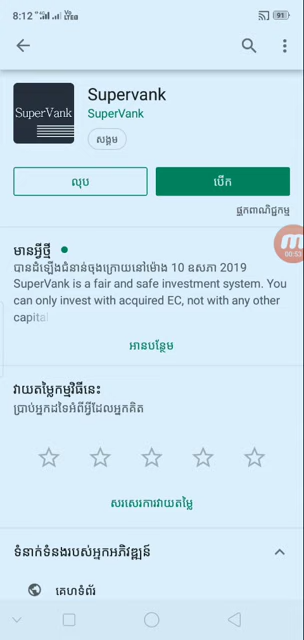 8:12
91
SuperVank
Supervank
SuperVank
សង្គម
លុប
បើក
ផ្ទុកពាណិជ្ជកម្ម
មានអ្វីថ្មី
00:53
បានដំឡើងជំនាន់ចុងក្រោយនៅម៉ោង 10 ឧសភា 2019
SuperVank is a fair and safe investment system. You
can only invest with acquired EC, not with any other
capital
អានបន្ថែម
វាយតម្លៃកម្មវិធីនេះ
ប្រាប់អ្នកដទៃអំពីអ្វីដែលអ្នកគិត
សរសេរការវាយតម្លៃ
ទំនាក់ទំនងរបស់អ្នកអភិវឌ្ឍន៍
គេហទំព័រ